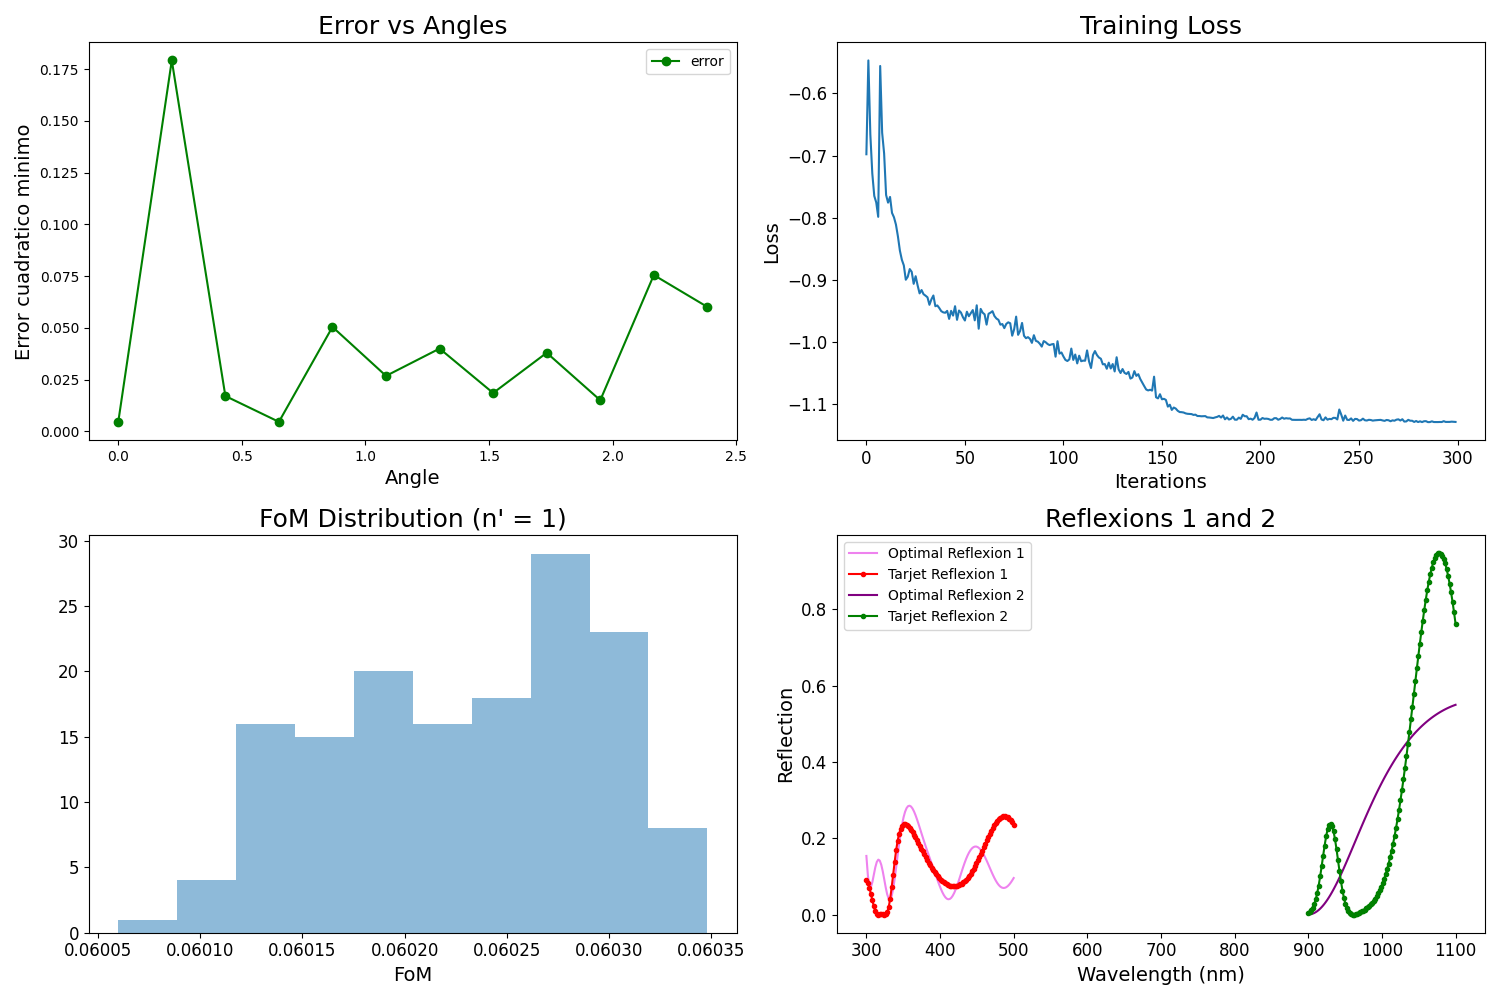 Error vs Angles
Error cuadratico minimo
0.175
0.150
0.125
0.100
0.075
0.050
0.025
0.000
error
0.0 0.5 1.0 1.5 2.0 2.5
Angle
Training Loss
Loss
−0.6
−0.7
−0.8
−0.9
−1.0
−1.1
0 50 100 150 200 250 300
Iterations
FoM Distribution (n' = 1)
30
25
20
15
10
5
0
0.06005 0.06010 0.06015 0.06020 0.06025 0.06030 0.06035
FoM
Reflexions 1 and 2
Reflection
0.8
0.6
0.4
0.2
0.0
Optimal Reflexion 1
Tarjet Reflexion 1
Optimal Reflexion 2
Tarjet Reflexion 2
300 400 500 600 700 800 900 1000 1100
Wavelength (nm)